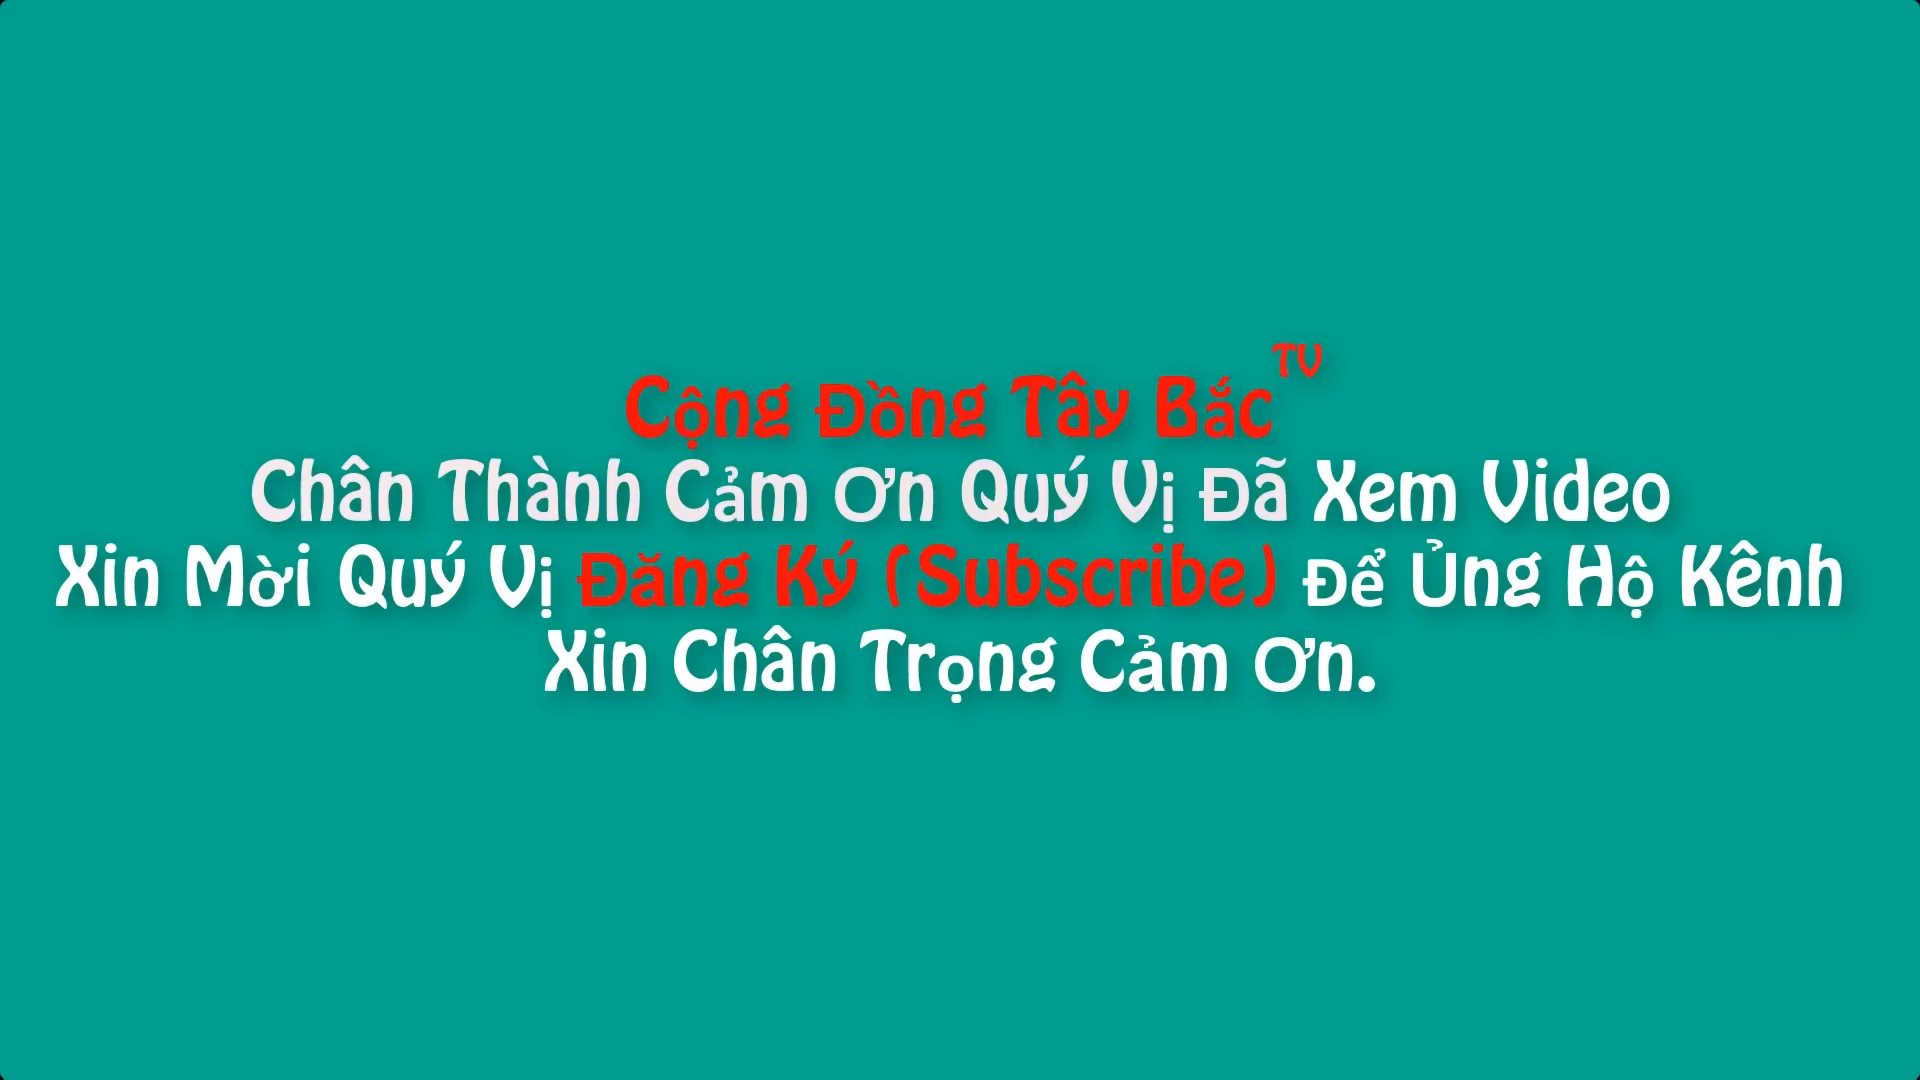 Cộng Đồng Tây Bắc TV
Chân Thành Cảm Ơn Quý Vị Đã Xem Video
Xin Mời Quý Vị Đăng Ký (Subscribe) Để Ủng Hộ Kênh
Xin Chân Trọng Cảm Ơn.